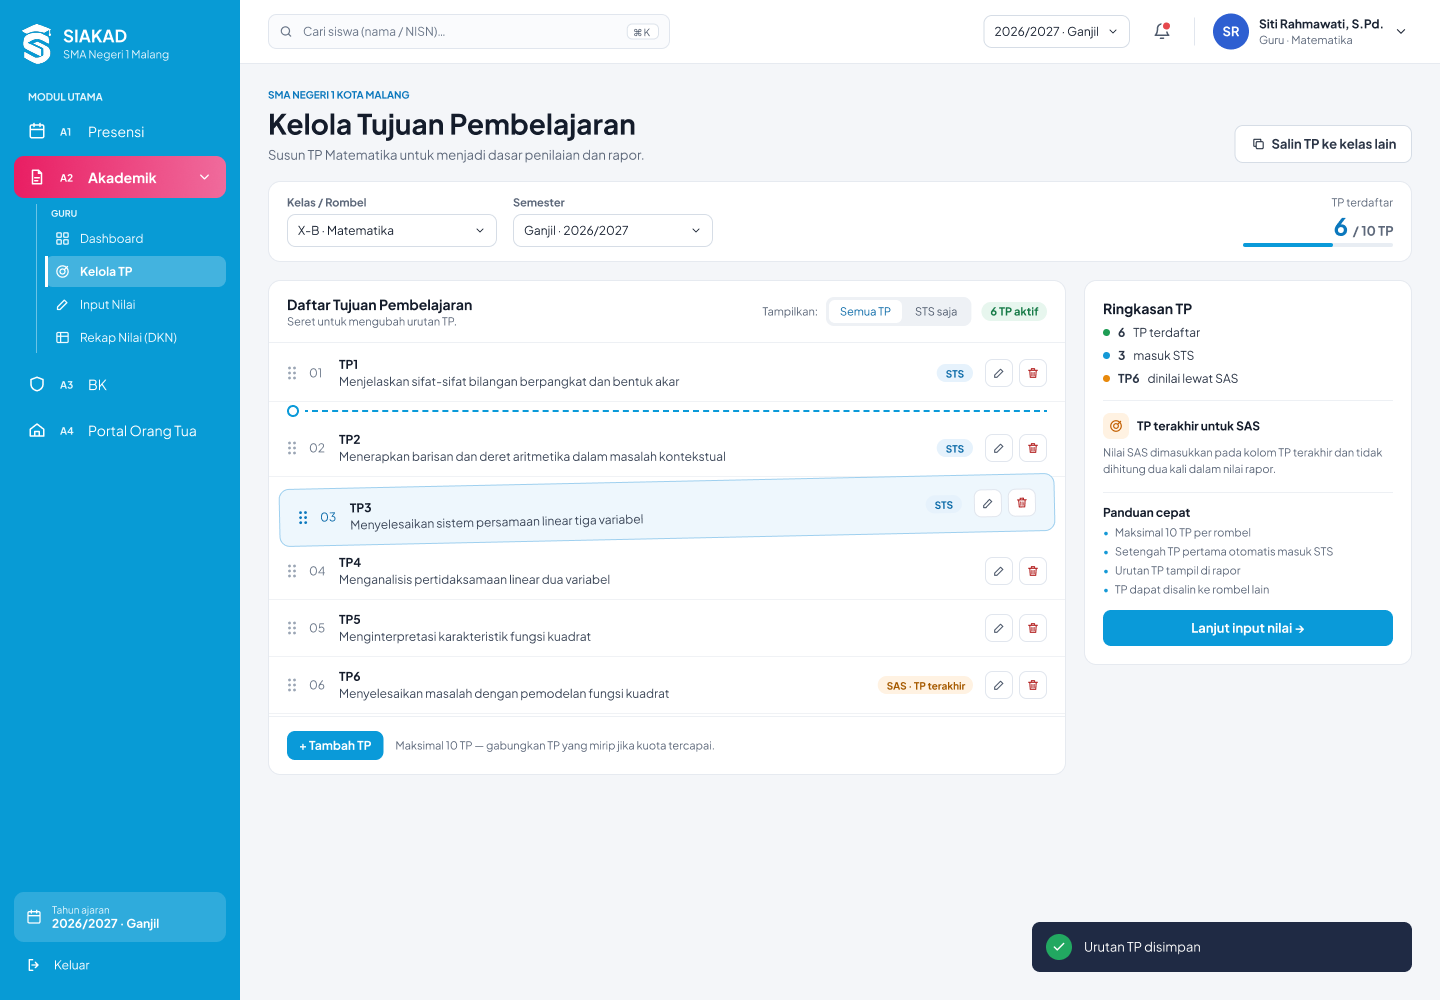 SIAKAD
SMA Negeri 1 Malang
MODUL UTAMA
A1 Presensi
A2 Akademik
GURU
Dashboard
Kelola TP
Input Nilai
Rekap Nilai (DKN)
A3 BK
A4 Portal Orang Tua
Tahun ajaran
2026/2027 · Ganjil
Keluar
Cari siswa (nama / NISN)...
⌘K
2026/2027 · Ganjil
SR
Siti Rahmawati, S.Pd.
Guru · Matematika
SMA NEGERI 1 KOTA MALANG
Kelola Tujuan Pembelajaran
Susun TP Matematika untuk menjadi dasar penilaian dan rapor.
Salin TP ke kelas lain
Kelas / Rombel
X-B · Matematika
Semester
Ganjil · 2026/2027
TP terdaftar
6 / 10 TP
Daftar Tujuan Pembelajaran
Seret untuk mengubah urutan TP.
Tampilkan:
Semua TP
STS saja
6 TP aktif
01
TP1
Menjelaskan sifat-sifat bilangan berpangkat dan bentuk akar
STS
02
TP2
Menerapkan barisan dan deret aritmetika dalam masalah kontekstual
STS
03
TP3
Menyelesaikan sistem persamaan linear tiga variabel
STS
04
TP4
Menganalisis pertidaksamaan linear dua variabel
05
TP5
Menginterpretasi karakteristik fungsi kuadrat
06
TP6
Menyelesaikan masalah dengan pemodelan fungsi kuadrat
SAS · TP terakhir
+ Tambah TP
Maksimal 10 TP — gabungkan TP yang mirip jika kuota tercapai.
Ringkasan TP
6 TP terdaftar
3 masuk STS
TP6 dinilai lewat SAS
TP terakhir untuk SAS
Nilai SAS dimasukkan pada kolom TP terakhir dan tidak
dihitung dua kali dalam nilai rapor.
Panduan cepat
• Maksimal 10 TP per rombel
• Setengah TP pertama otomatis masuk STS
• Urutan TP tampil di rapor
• TP dapat disalin ke rombel lain
Lanjut input nilai →
Urutan TP disimpan